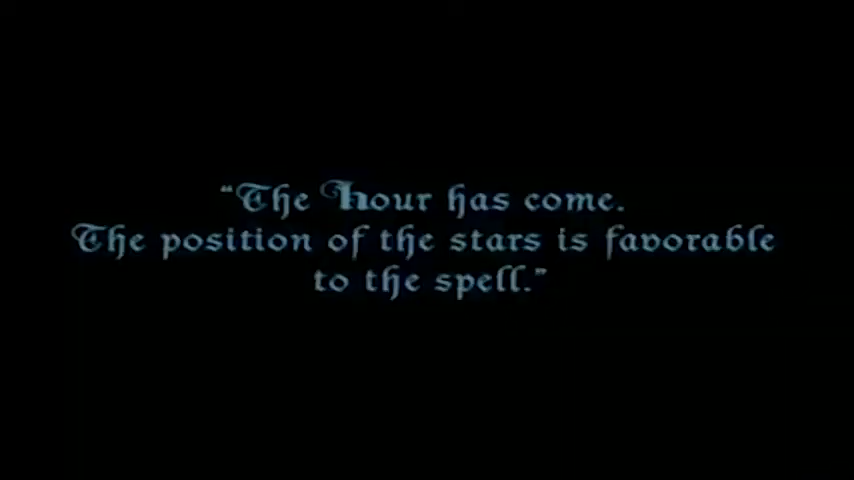 “The Hour has come.
The position of the stars is favorable
to the spell.”